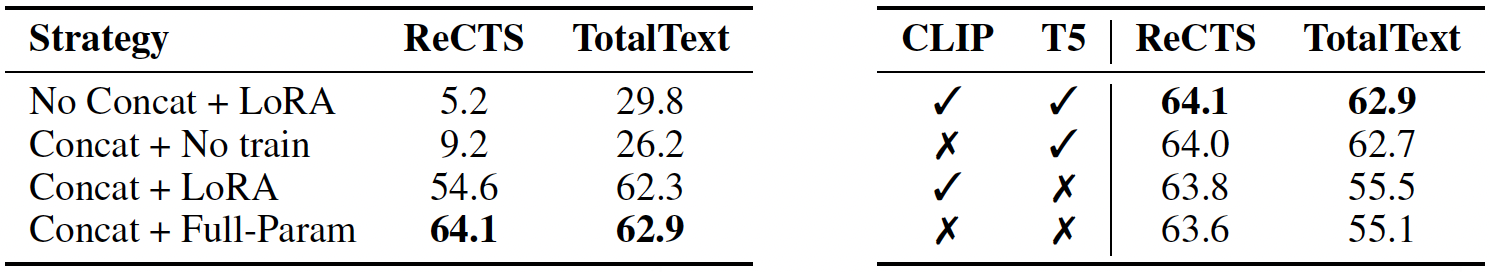 Strategy ReCTS TotalText
No Concat + LoRA 5.2 29.8
Concat + No train 9.2 26.2
Concat + LoRA 54.6 62.3
Concat + Full-Param 64.1 62.9
CLIP T5 ReCTS TotalText
✓ ✓ 64.1 62.9
✗ ✓ 64.0 62.7
✓ ✗ 63.8 55.5
✗ ✗ 63.6 55.1